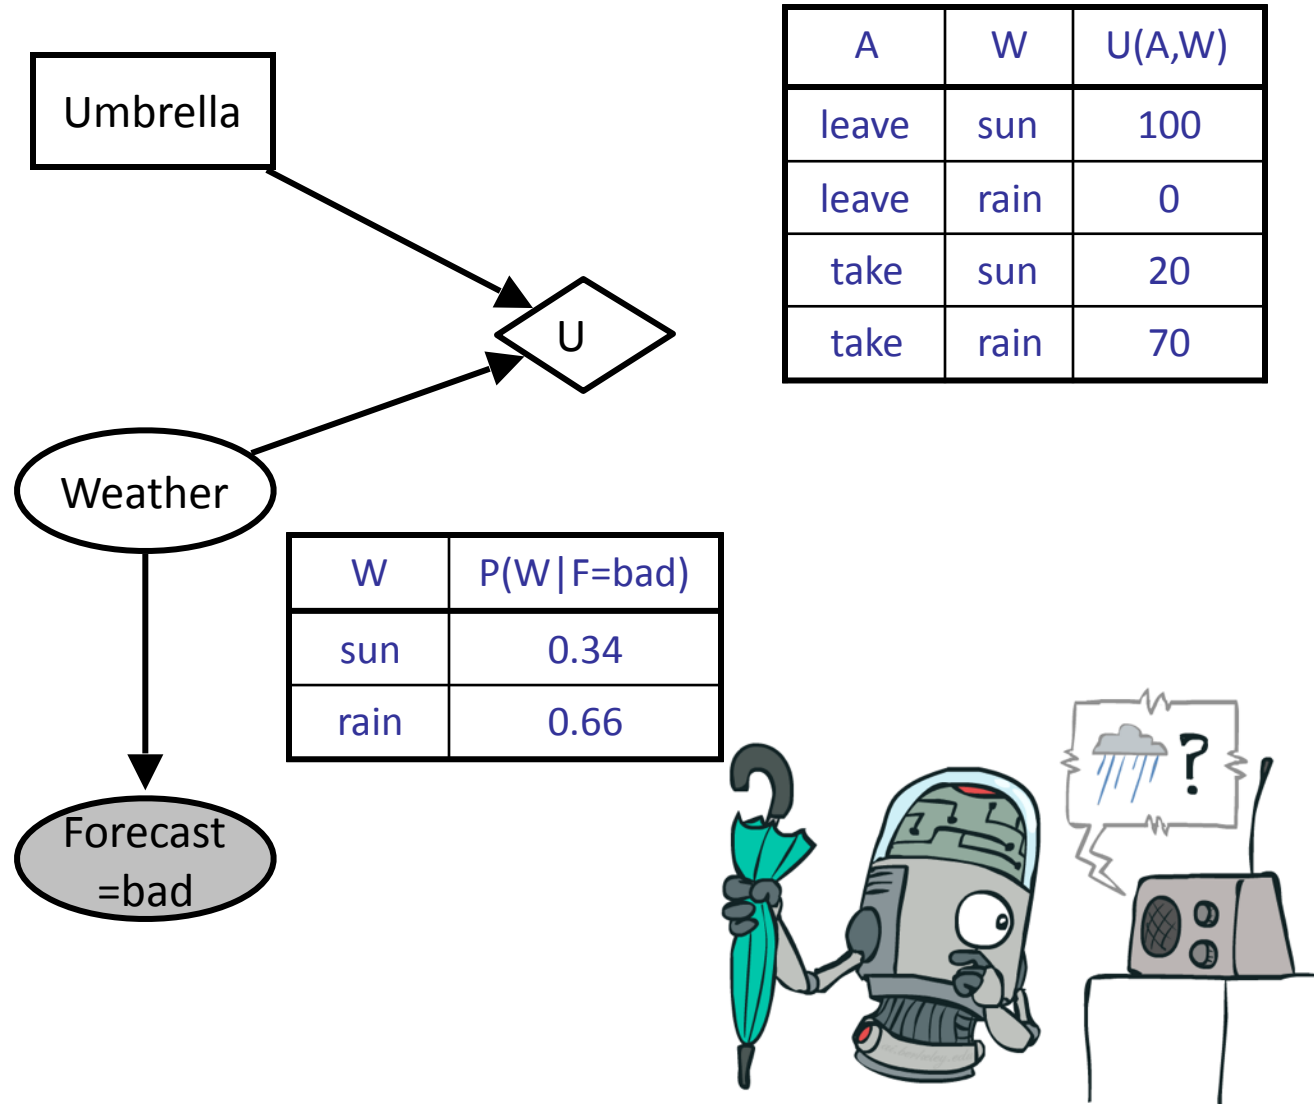 Umbrella
A W U(A,W)
leave sun 100
leave rain 0
take sun 20
take rain 70
U
Weather
W P(W|F=bad)
sun 0.34
rain 0.66
Forecast
=bad
?